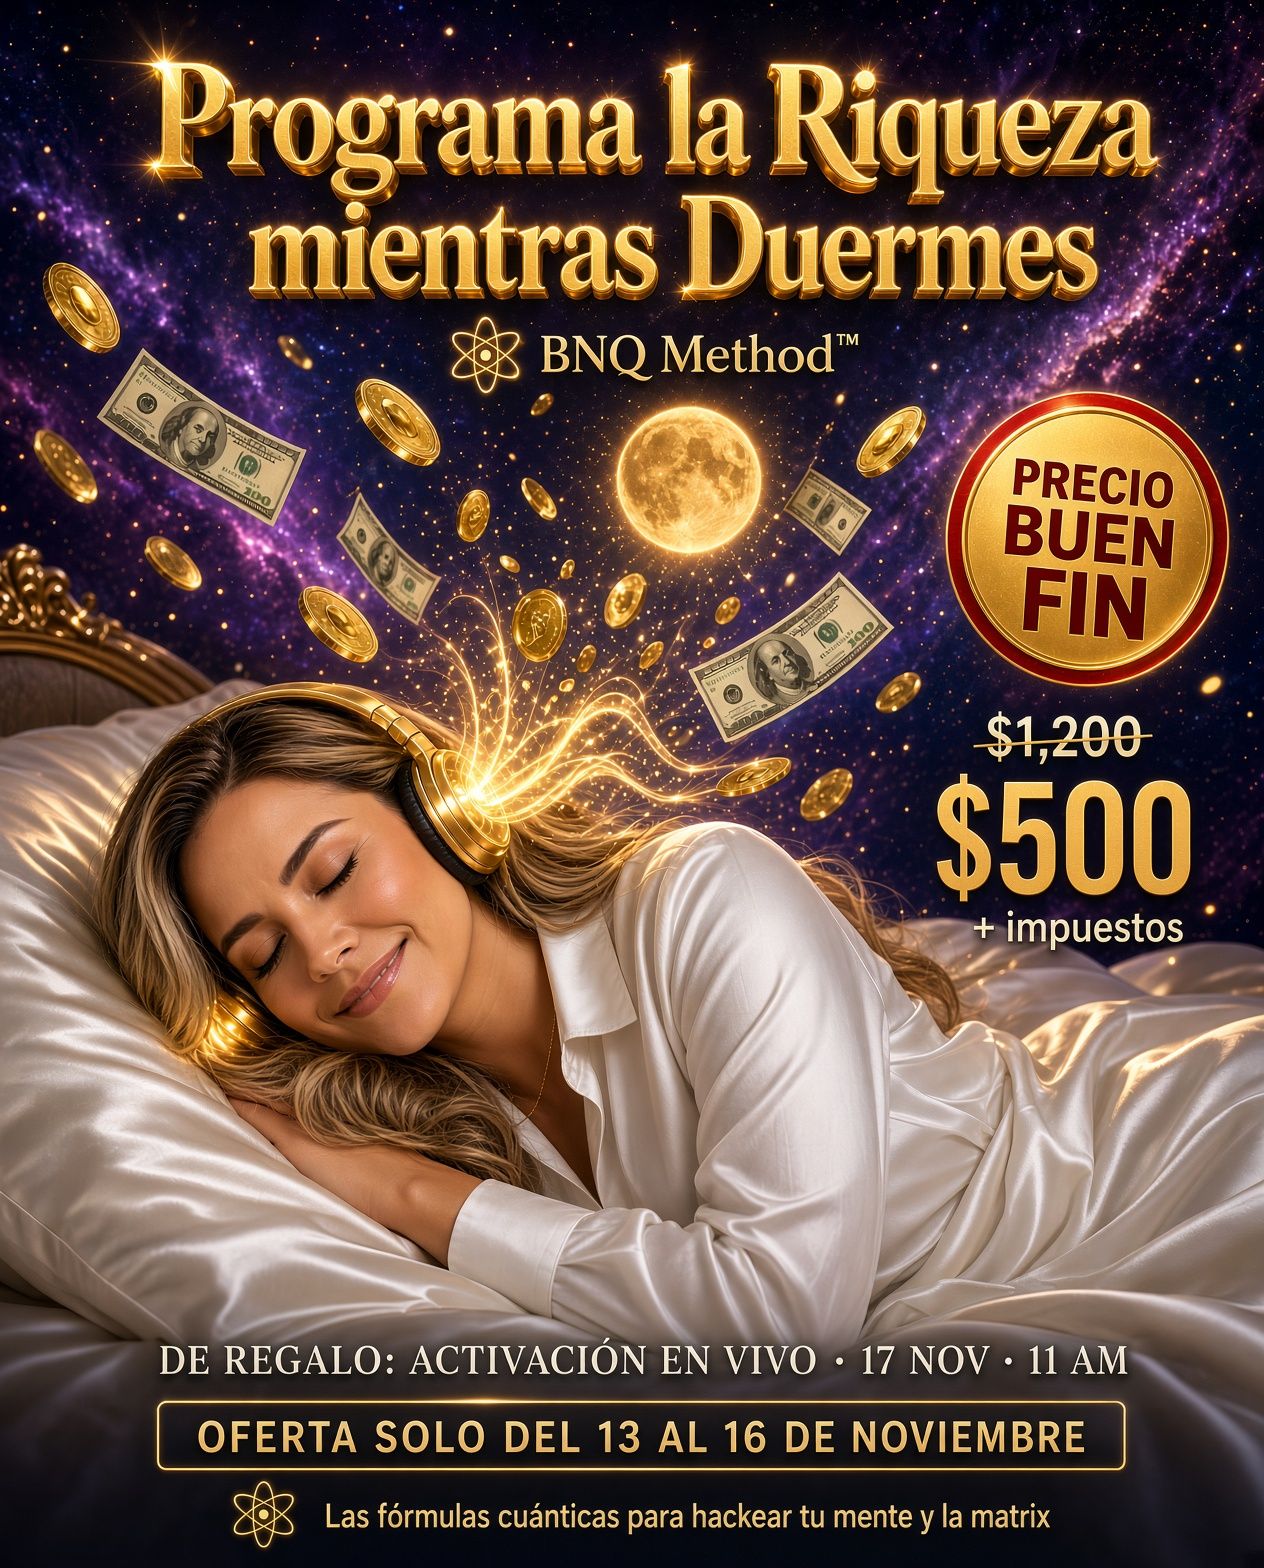 Programa la Riqueza
mientras Duermes
BNQ Method™
PRECIO
BUEN
FIN
$1,200
$500
+ impuestos
DE REGALO: ACTIVACIÓN EN VIVO • 17 NOV • 11 AM
OFERTA SOLO DEL 13 AL 16 DE NOVIEMBRE
Las fórmulas cuánticas para hackear tu mente y la matrix